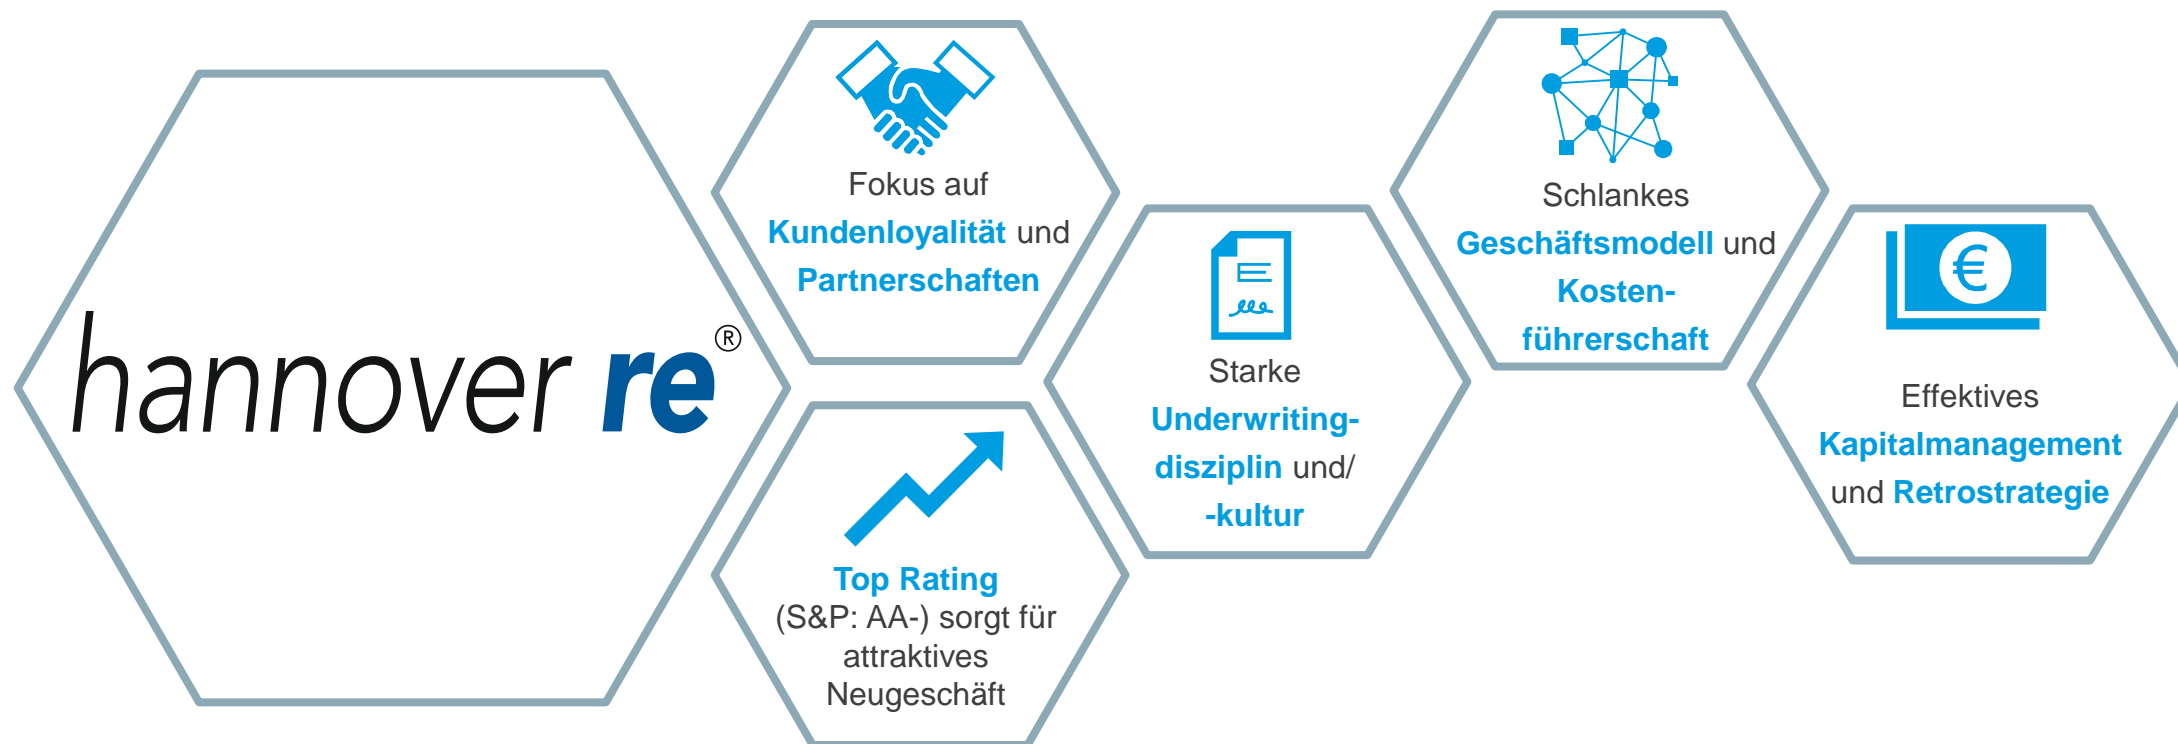 hannover re®
Fokus auf
Kundenloyalität und
Partnerschaften
Top Rating
(S&P: AA-) sorgt für
attraktives
Neugeschäft
Starke
Underwriting-
disziplin und/
-kultur
Schlankes
Geschäftsmodell und
Kosten-
führerschaft
€
Effektives
Kapitalmanagement
und Retrostrategie